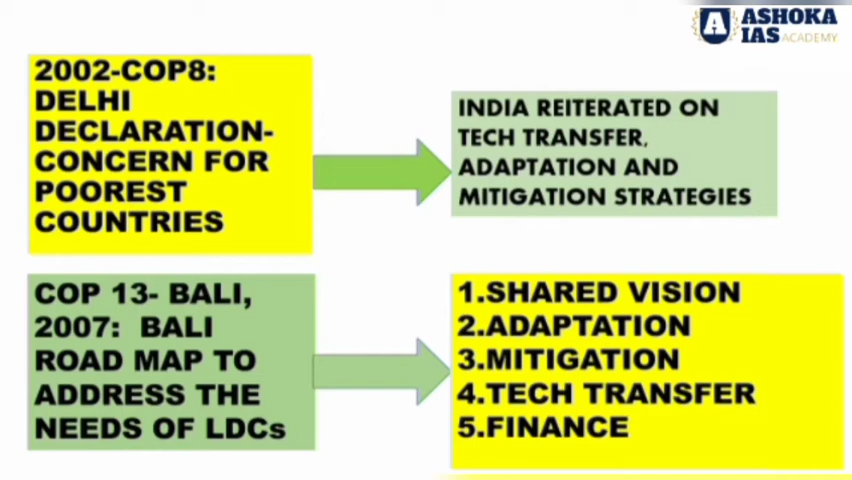 ASHOKA
IAS ACADEMY
2002-COP8:
DELHI
DECLARATION-
CONCERN FOR
POOREST
COUNTRIES
INDIA REITERATED ON
TECH TRANSFER,
ADAPTATION AND
MITIGATION STRATEGIES
COP 13- BALI,
2007: BALI
ROAD MAP TO
ADDRESS THE
NEEDS OF LDCs
1.SHARED VISION
2.ADAPTATION
3.MITIGATION
4.TECH TRANSFER
5.FINANCE